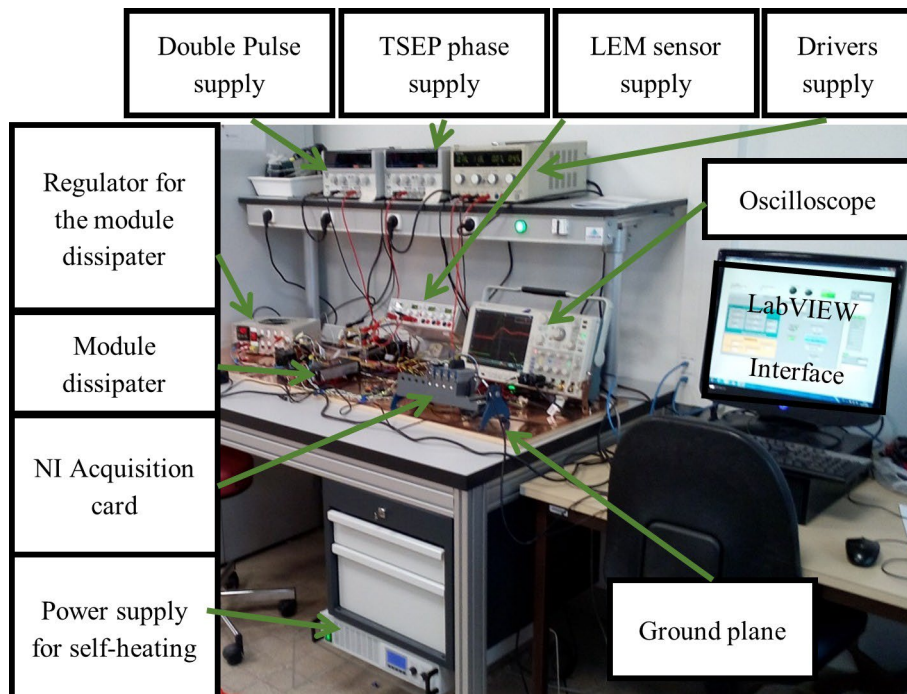 Double Pulse
supply
TSEP phase
supply
LEM sensor
supply
Drivers
supply
Regulator for
the module
dissipater
Oscilloscope
LabVIEW
Interface
Module
dissipater
NI Acquisition
card
Power supply
for self-heating
Ground plane